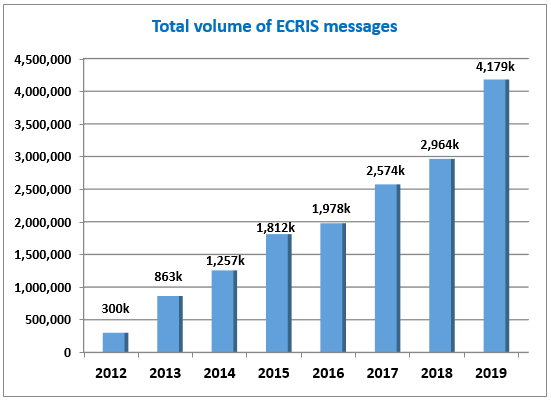 Total volume of ECRIS messages
4,500,000
4,000,000
3,500,000
3,000,000
2,500,000
2,000,000
1,500,000
1,000,000
500,000
0
300k
863k
1,257k
1,812k
1,978k
2,574k
2,964k
4,179k
2012 2013 2014 2015 2016 2017 2018 2019